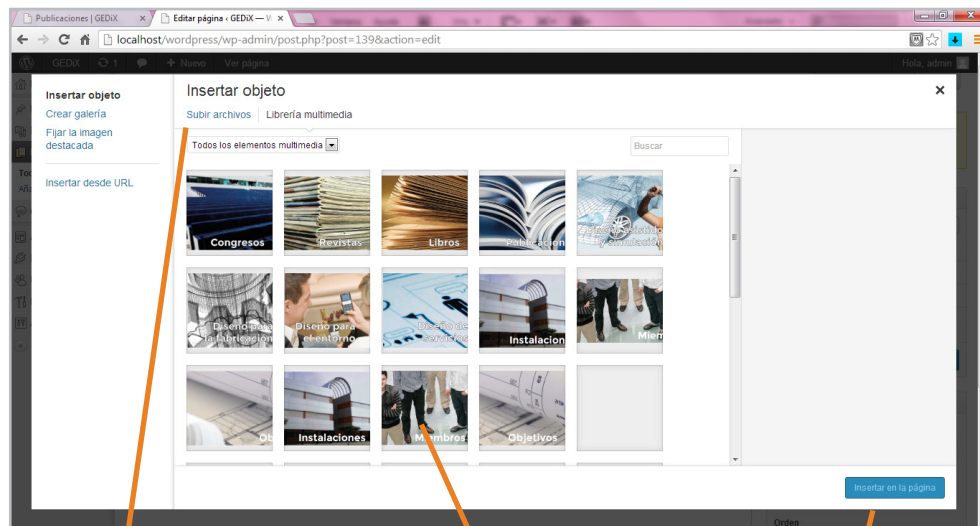 Publicaciones | GEDiX
Editar página ‹ GEDiX — W
localhost/wordpress/wp-admin/post.php?post=139&action=edit
GEDiX
1
+ Nuevo
Ver página
Hola, admin
Insertar objeto
Crear galería
Fijar la imagen
destacada
Insertar desde URL
Insertar objeto
Subir archivos
Librería multimedia
Todos los elementos multimedia
Buscar
Congresos
Revistas
Libros
Publicacion
y simulación
Diseño para
la fabricación
Diseño para
el entorno
Diseño de
servicios
Instalacion
Miem
Ob
Instalaciones
Miembros
Objetivos
Insertar en la página
Orden